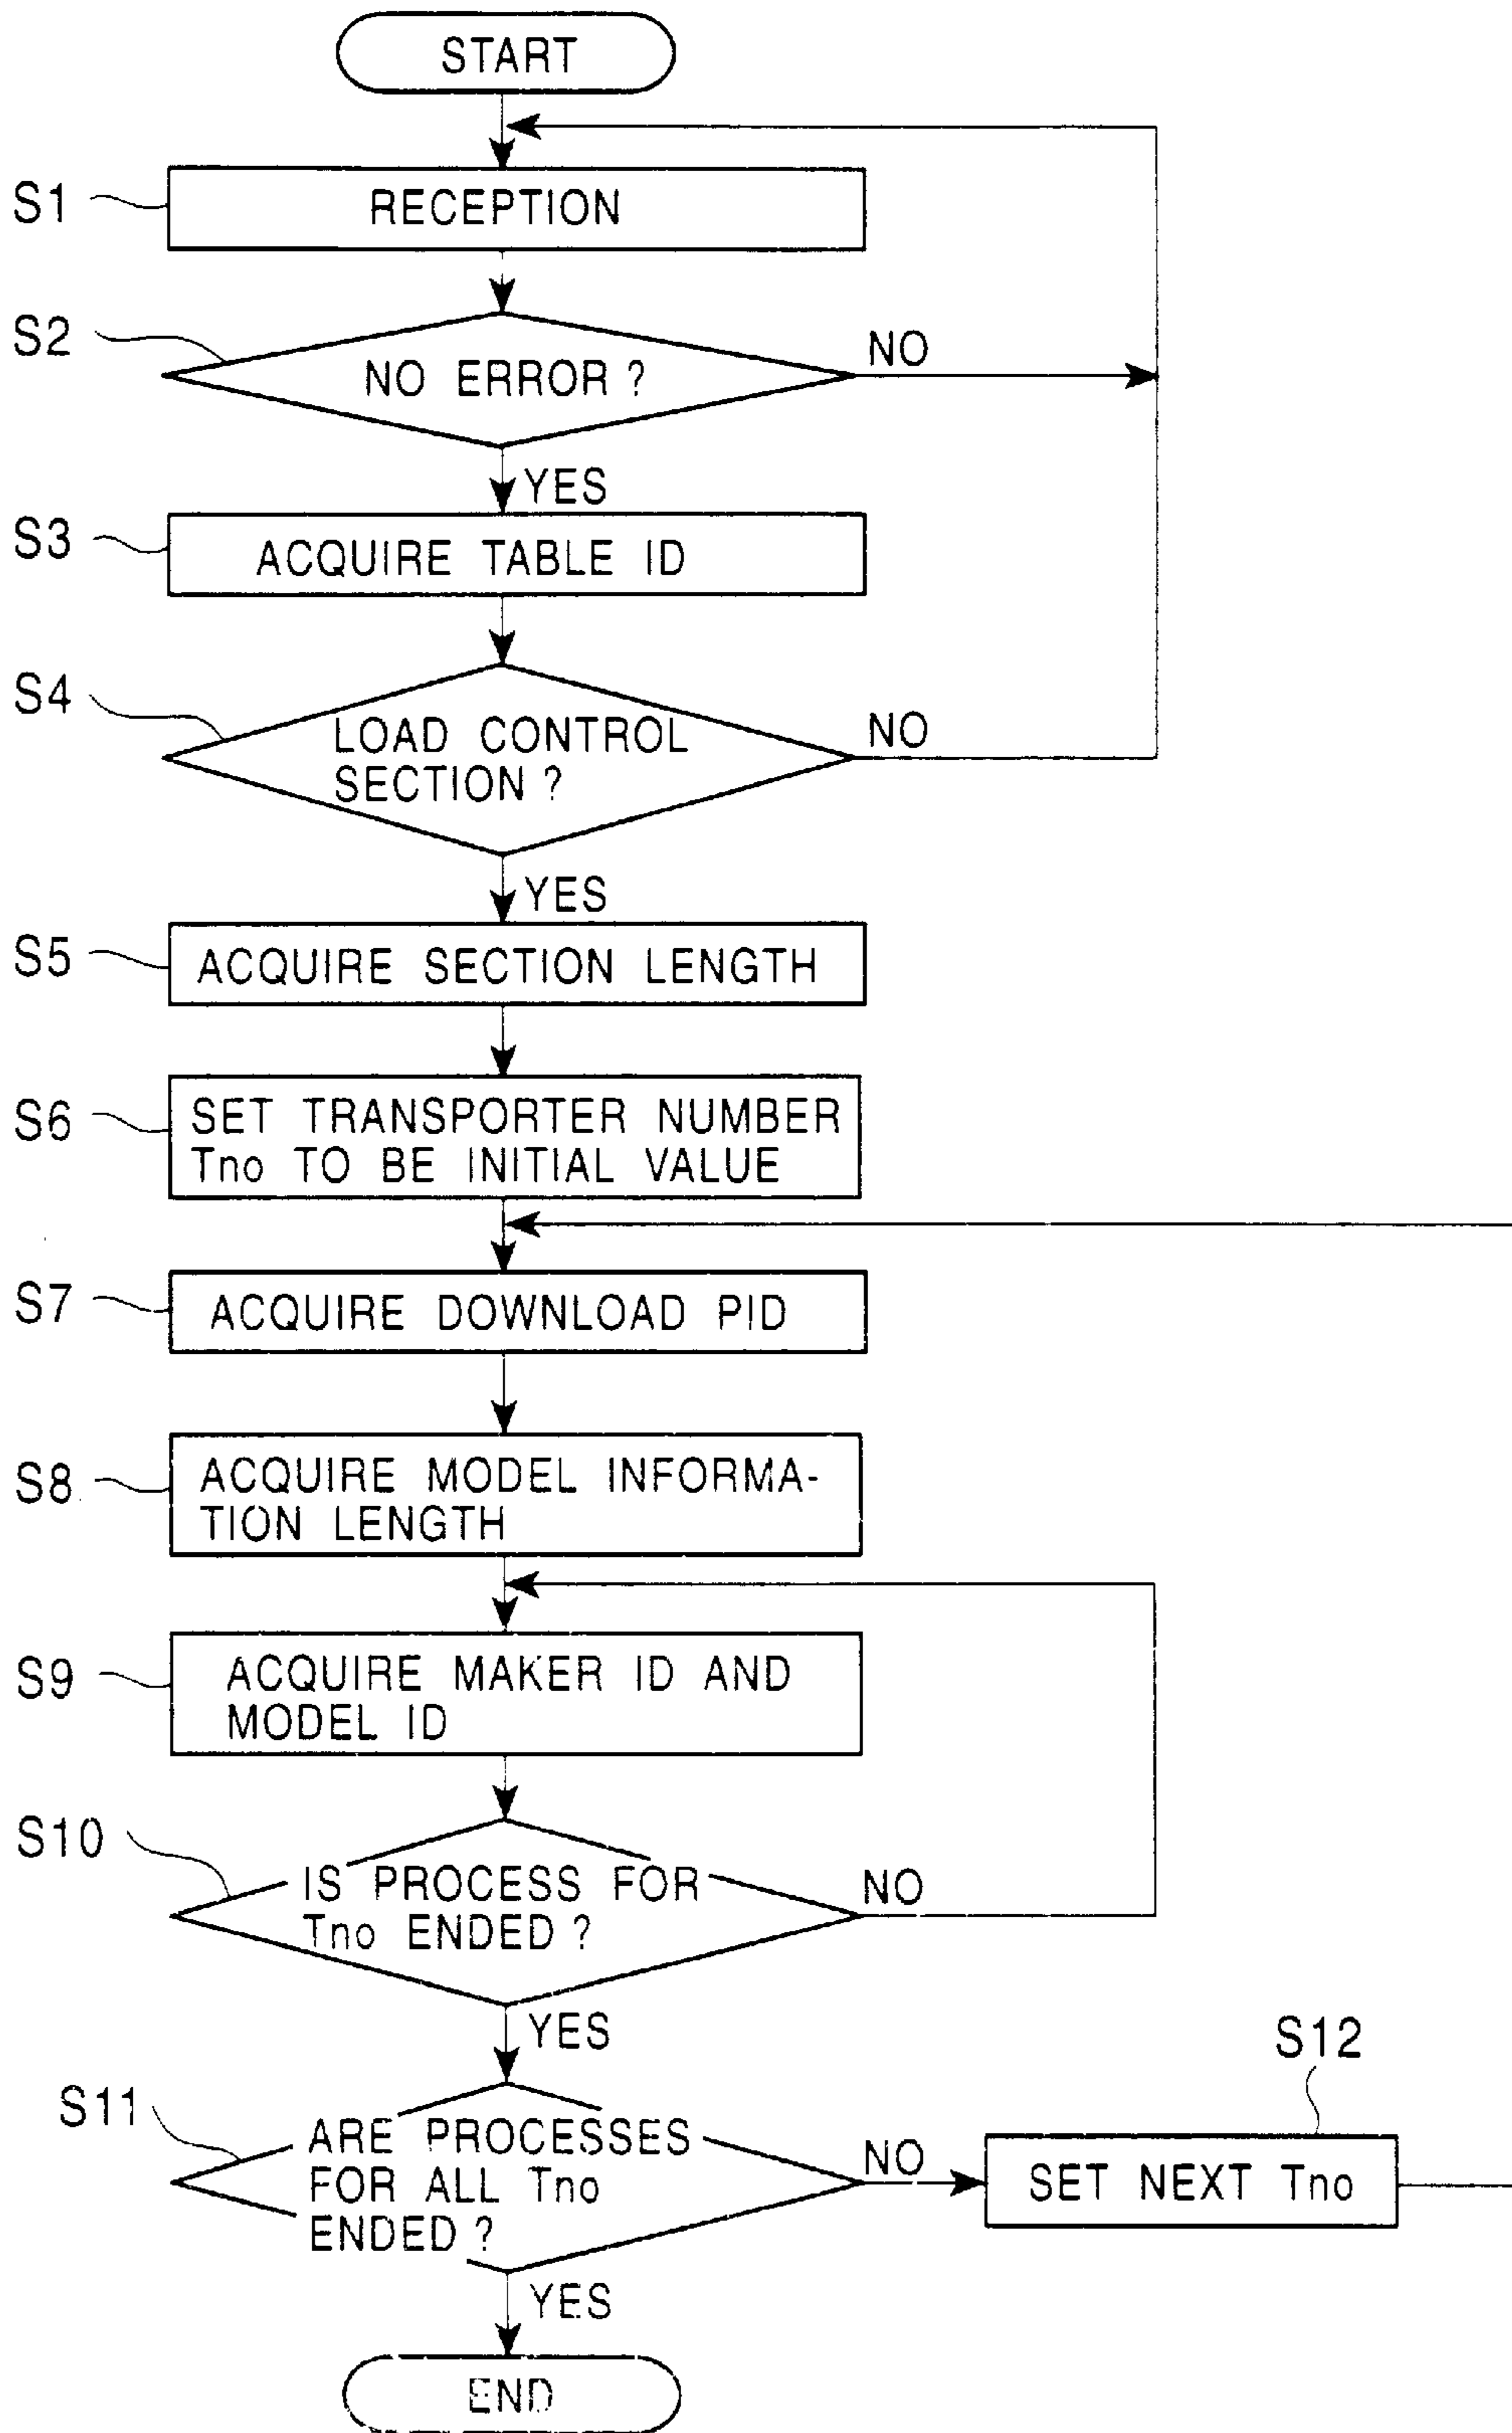 START
S1
RECEPTION
S2
NO ERROR ?
NO
YES
S3
ACQUIRE TABLE ID
S4
LOAD CONTROL
SECTION ?
NO
YES
S5
ACQUIRE SECTION LENGTH
S6
SET TRANSPORTER NUMBER
Tno TO BE INITIAL VALUE
S7
ACQUIRE DOWNLOAD PID
S8
ACQUIRE MODEL INFORMA-
TION LENGTH
S9
ACQUIRE MAKER ID AND
MODEL ID
S10
IS PROCESS FOR
Tno ENDED ?
NO
YES
S11
ARE PROCESSES
FOR ALL Tno
ENDED ?
NO
S12
SET NEXT Tno
YES
END